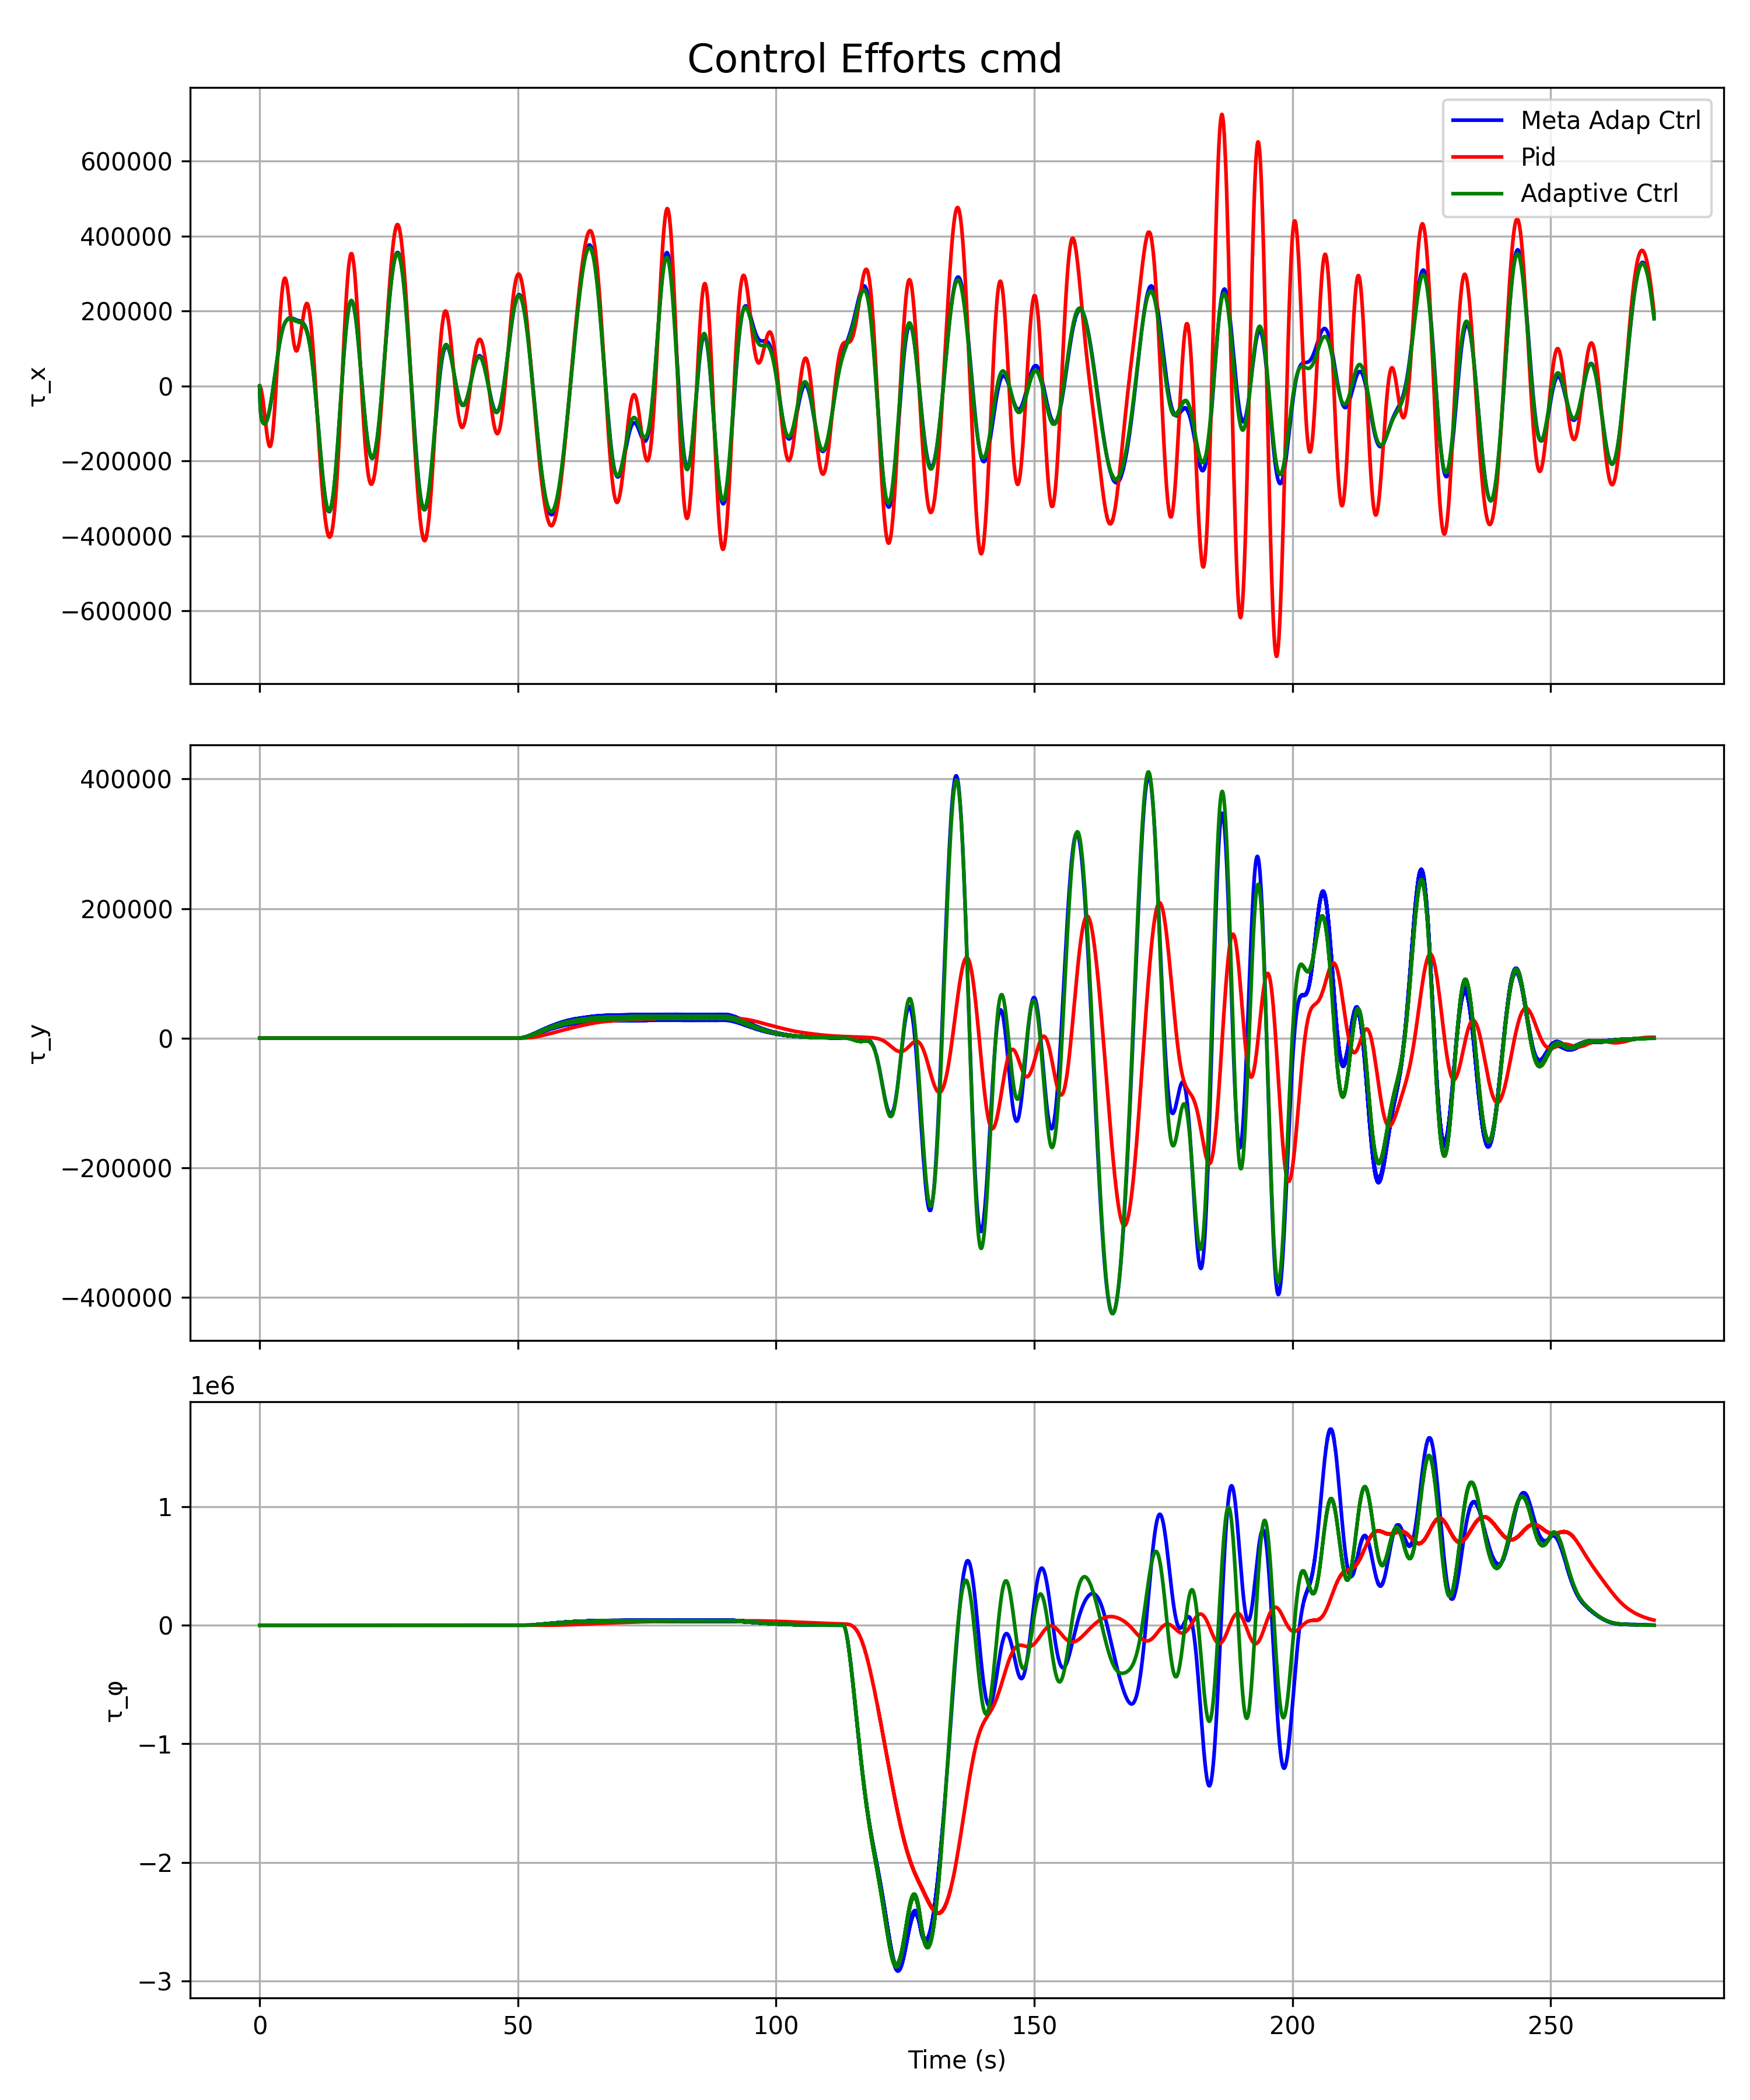 Control Efforts cmd
Meta Adap Ctrl
Pid
Adaptive Ctrl
600000
400000
200000
0
−200000
−400000
−600000
τ_x
400000
200000
0
−200000
−400000
τ_y
1e6
1
0
−1
−2
−3
τ_φ
0 50 100 150 200 250
Time (s)